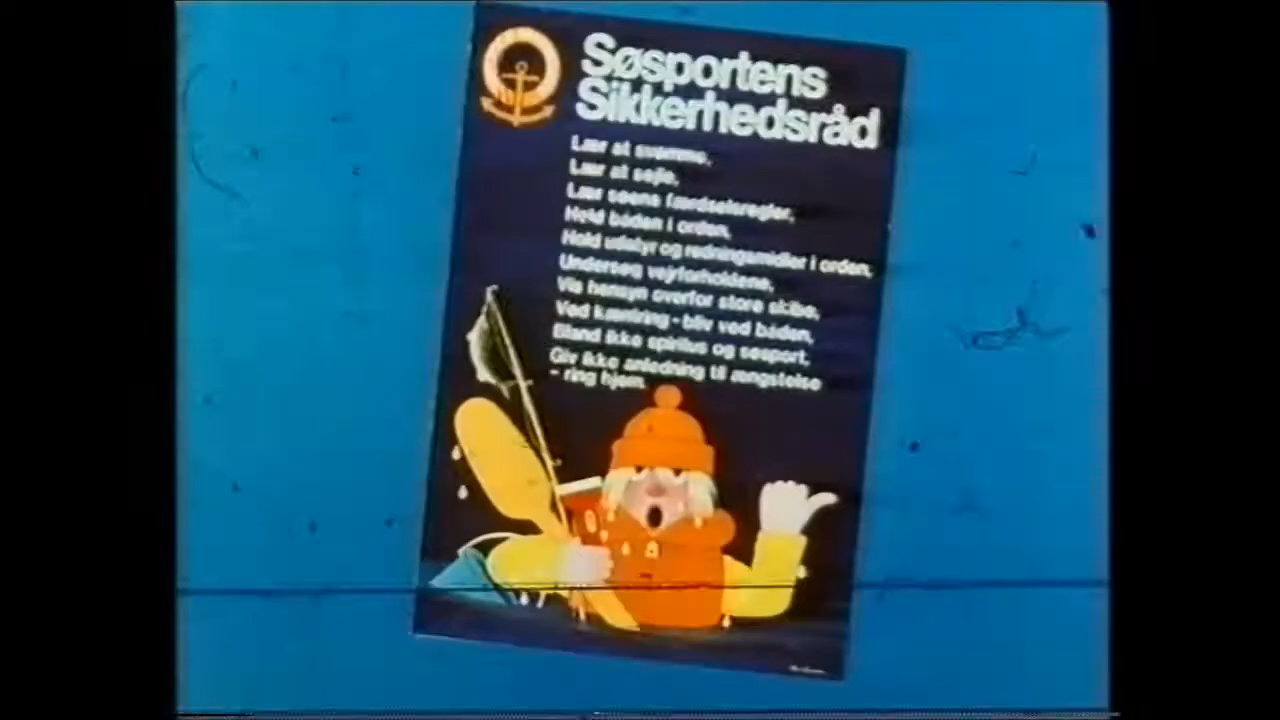 Søsportens
Sikkerhedsråd
Lær at svømme,
Lær at sejle,
Lær søens færdselsregler,
Hold båden i orden,
Hold udstyr og redningsmidler i orden,
Undersøg vejrforholdene,
Vis hensyn overfor store skibe,
Ved kæntring - bliv ved båden,
Bland ikke spiritus og søsport,
Giv ikke anledning til ængstelse
- ring hjem.